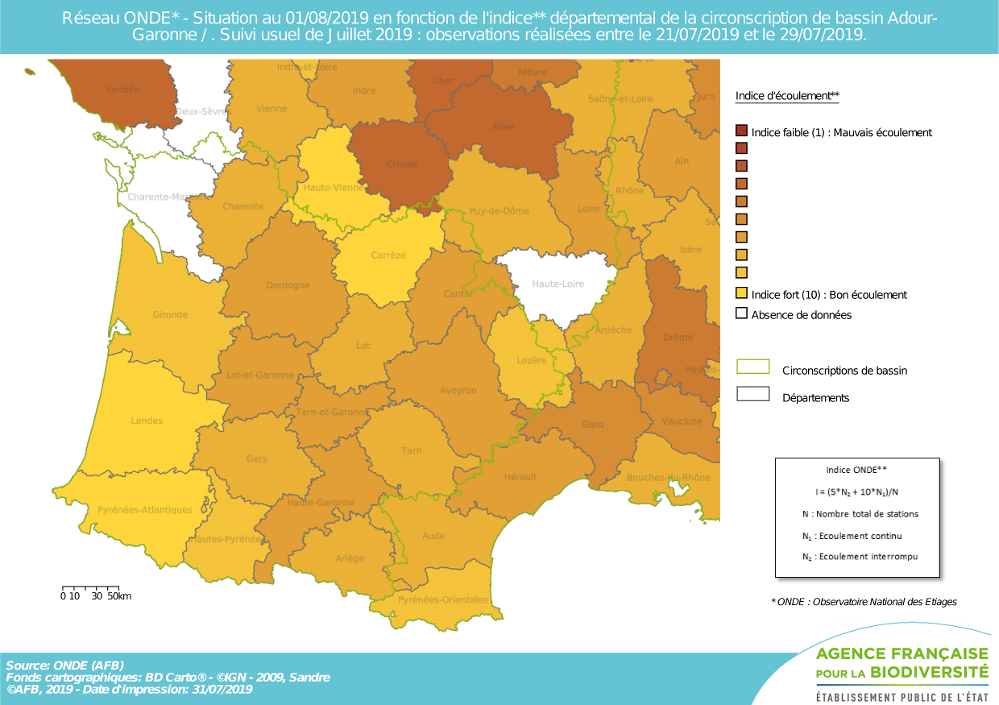 Réseau ONDE* - Situation au 01/08/2019 en fonction de l'indice** départemental de la circonscription de bassin Adour-
Garonne / . Suivi usuel de Juillet 2019 : observations réalisées entre le 21/07/2019 et le 29/07/2019.
Indre-et-Loire
Cher
Nièvre
Vendée
Indre
Saône-et-Loire
Jura
Deux-Sèvres
Vienne
Allier
Creuse
Ain
Haute-Vienne
Rhône
Charente-Maritime
Charente
Puy-de-Dôme
Loire
Isère
Corrèze
Dordogne
Cantal
Haute-Loire
Gironde
Ardèche
Drôme
Lot
Lozère
Hautes-
Lot-et-Garonne
Aveyron
Landes
Tarn-et-Garonne
Gard
Vaucluse
Gers
Tarn
Hérault
Bouches-du-Rhône
Haute-Garonne
Pyrénées-Atlantiques
Hautes-Pyrénées
Aude
Ariège
Pyrénées-Orientales
0 10 30 50km
Indice d'écoulement**
Indice faible (1) : Mauvais écoulement
Indice fort (10) : Bon écoulement
Absence de données
Circonscriptions de bassin
Départements
Indice ONDE**
I = (5*N₂ + 10*N₁)/N
N : Nombre total de stations
N₁ : Ecoulement continu
N₂ : Ecoulement interrompu
* ONDE : Observatoire National des Etiages
Source: ONDE (AFB)
Fonds cartographiques: BD Carto® - ©IGN - 2009, Sandre
©AFB, 2019 - Date d'impression: 31/07/2019
AGENCE FRANÇAISE
POUR LA BIODIVERSITÉ
ÉTABLISSEMENT PUBLIC DE L'ÉTAT